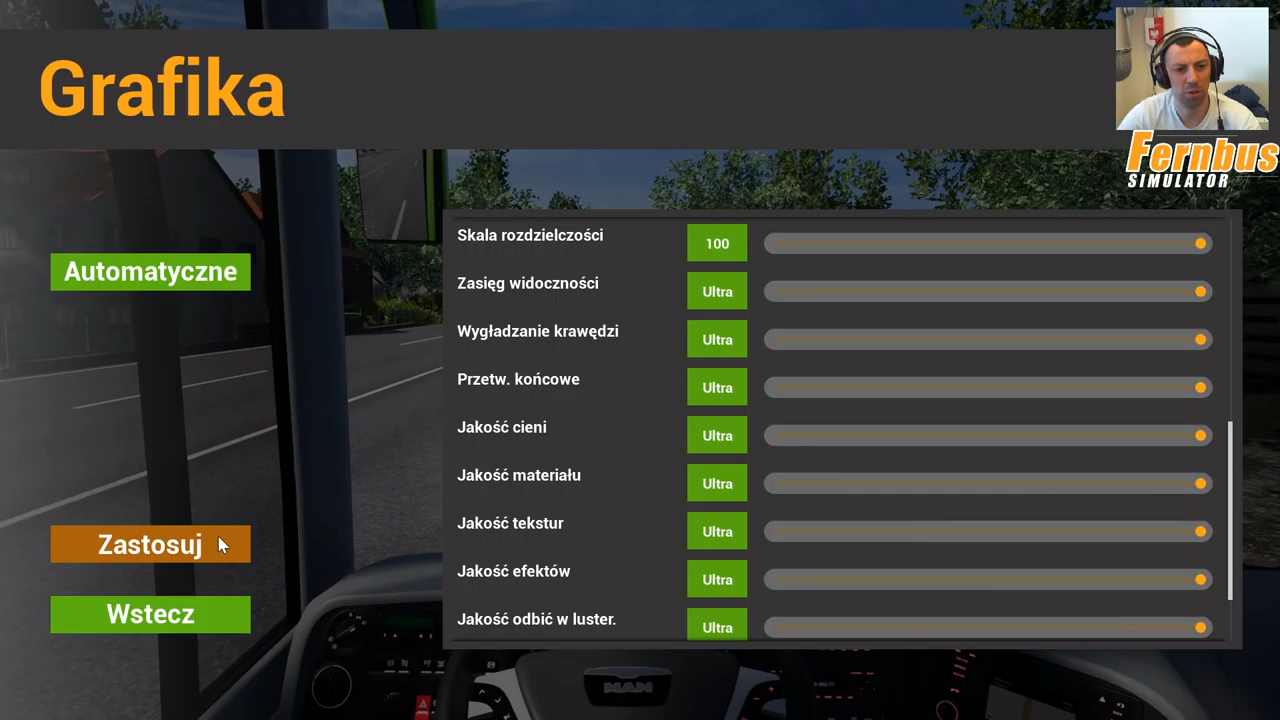 Grafika
Fernbus
SIMULATOR
Automatyczne
Zastosuj
Wstecz
Skala rozdzielczości 100
Zasięg widoczności Ultra
Wygładzanie krawędzi Ultra
Przetw. końcowe Ultra
Jakość cieni Ultra
Jakość materiału Ultra
Jakość tekstur Ultra
Jakość efektów Ultra
Jakość odbić w luster. Ultra
MAN